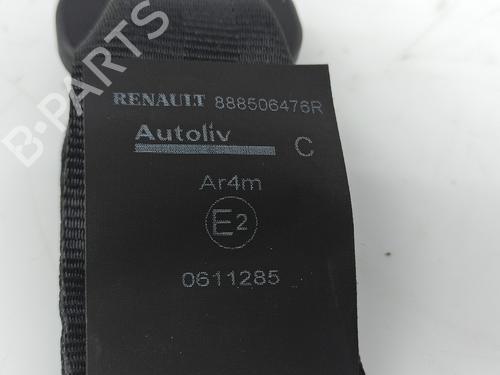 RENAULT 888506476R
Autoliv C
Ar4m
E2
0611285
B-PARTS